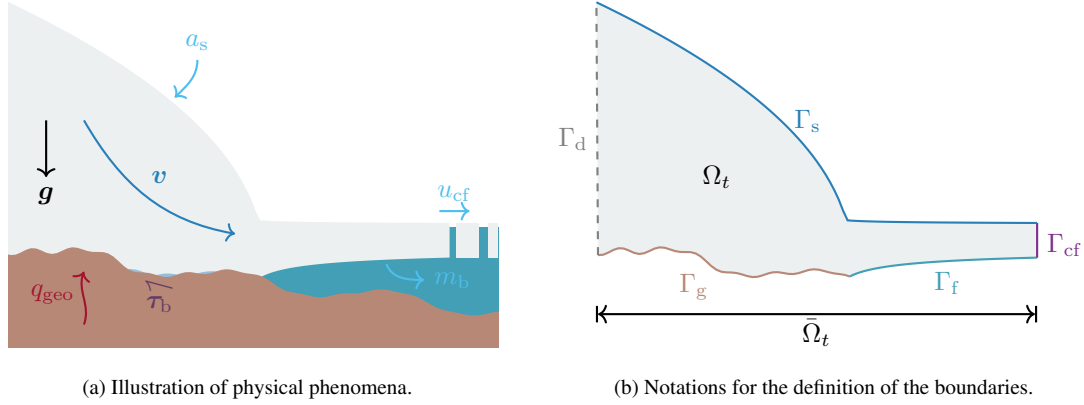 a_s
g
v
u_cf
q_geo
τ_b
m_b
(a) Illustration of physical phenomena.
Γ_d
Γ_s
Ω_t
Γ_cf
Γ_g
Γ_f
Ω̄_t
(b) Notations for the definition of the boundaries.